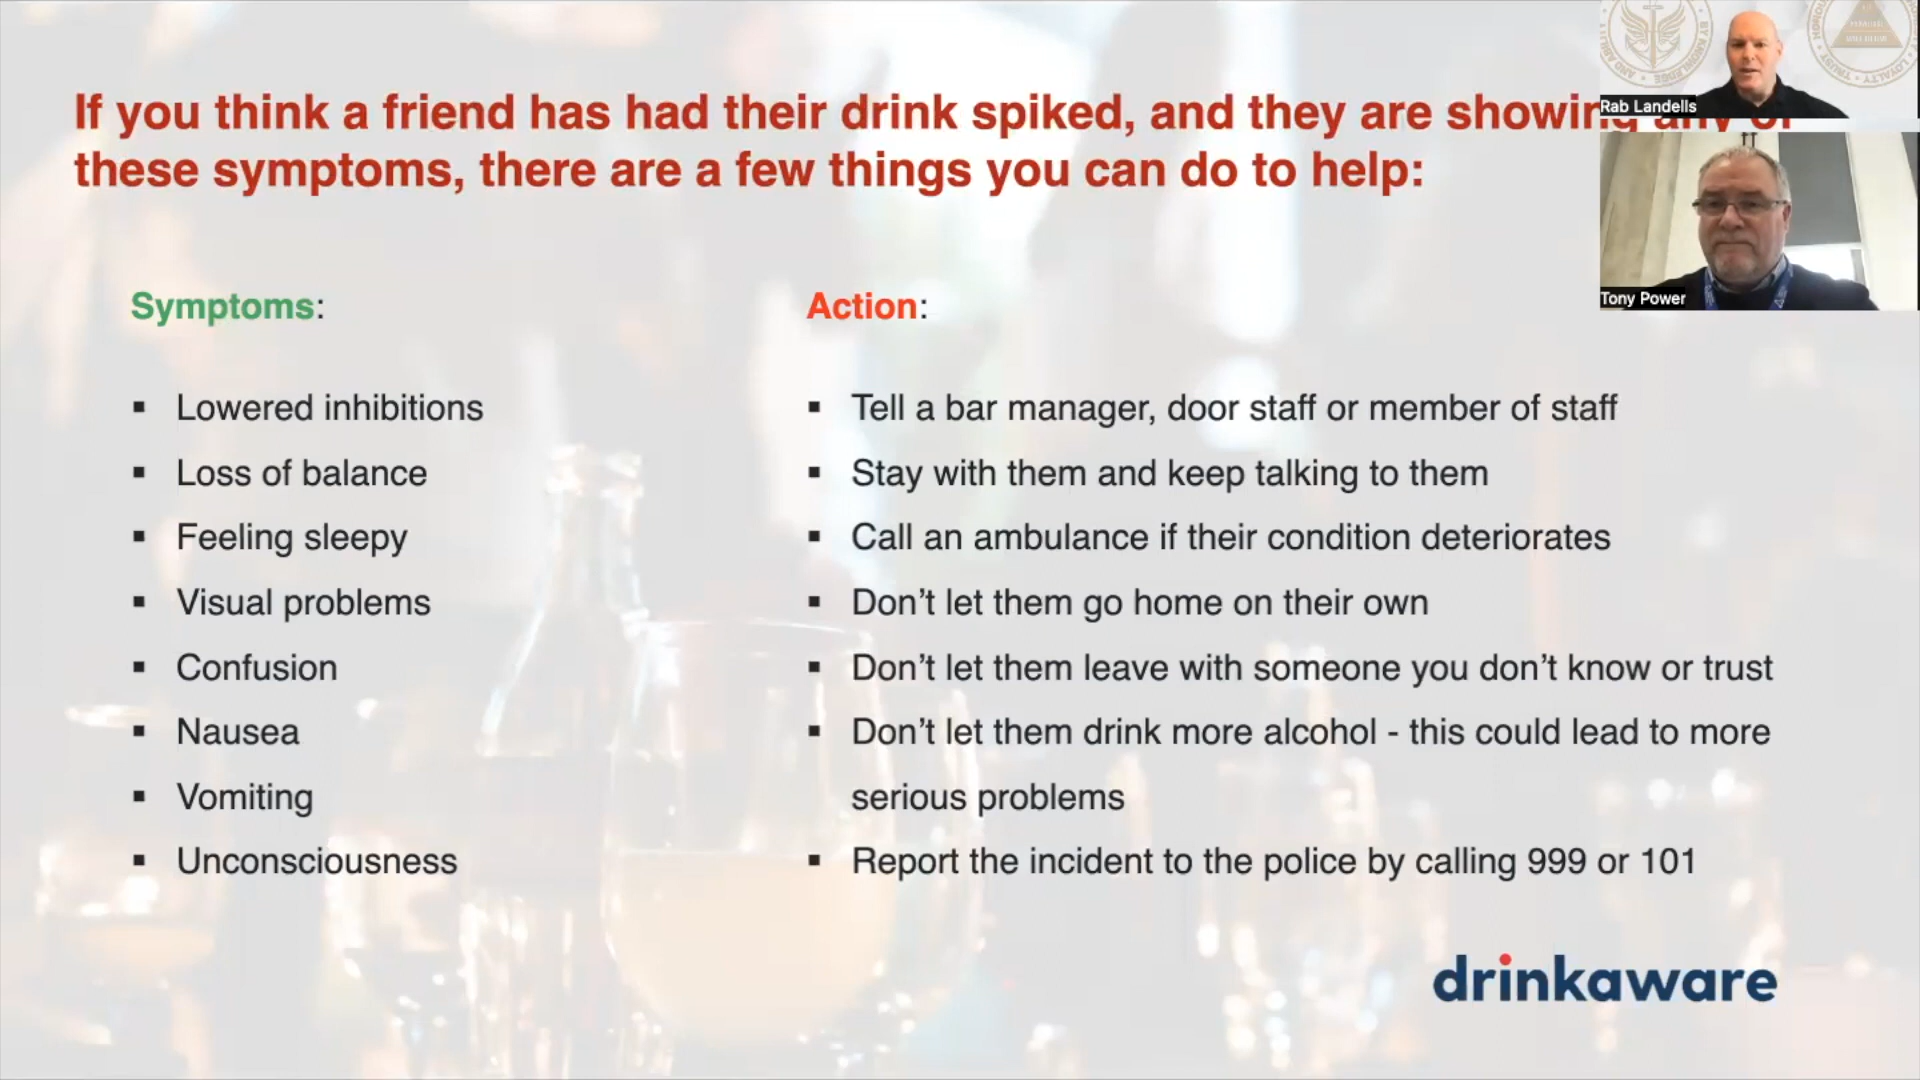 If you think a friend has had their drink spiked, and they are showing any of
these symptoms, there are a few things you can do to help:
Rab Landells
Tony Power
Symptoms:
Lowered inhibitions
Loss of balance
Feeling sleepy
Visual problems
Confusion
Nausea
Vomiting
Unconsciousness
Action:
Tell a bar manager, door staff or member of staff
Stay with them and keep talking to them
Call an ambulance if their condition deteriorates
Don’t let them go home on their own
Don’t let them leave with someone you don’t know or trust
Don’t let them drink more alcohol - this could lead to more
serious problems
Report the incident to the police by calling 999 or 101
drinkaware